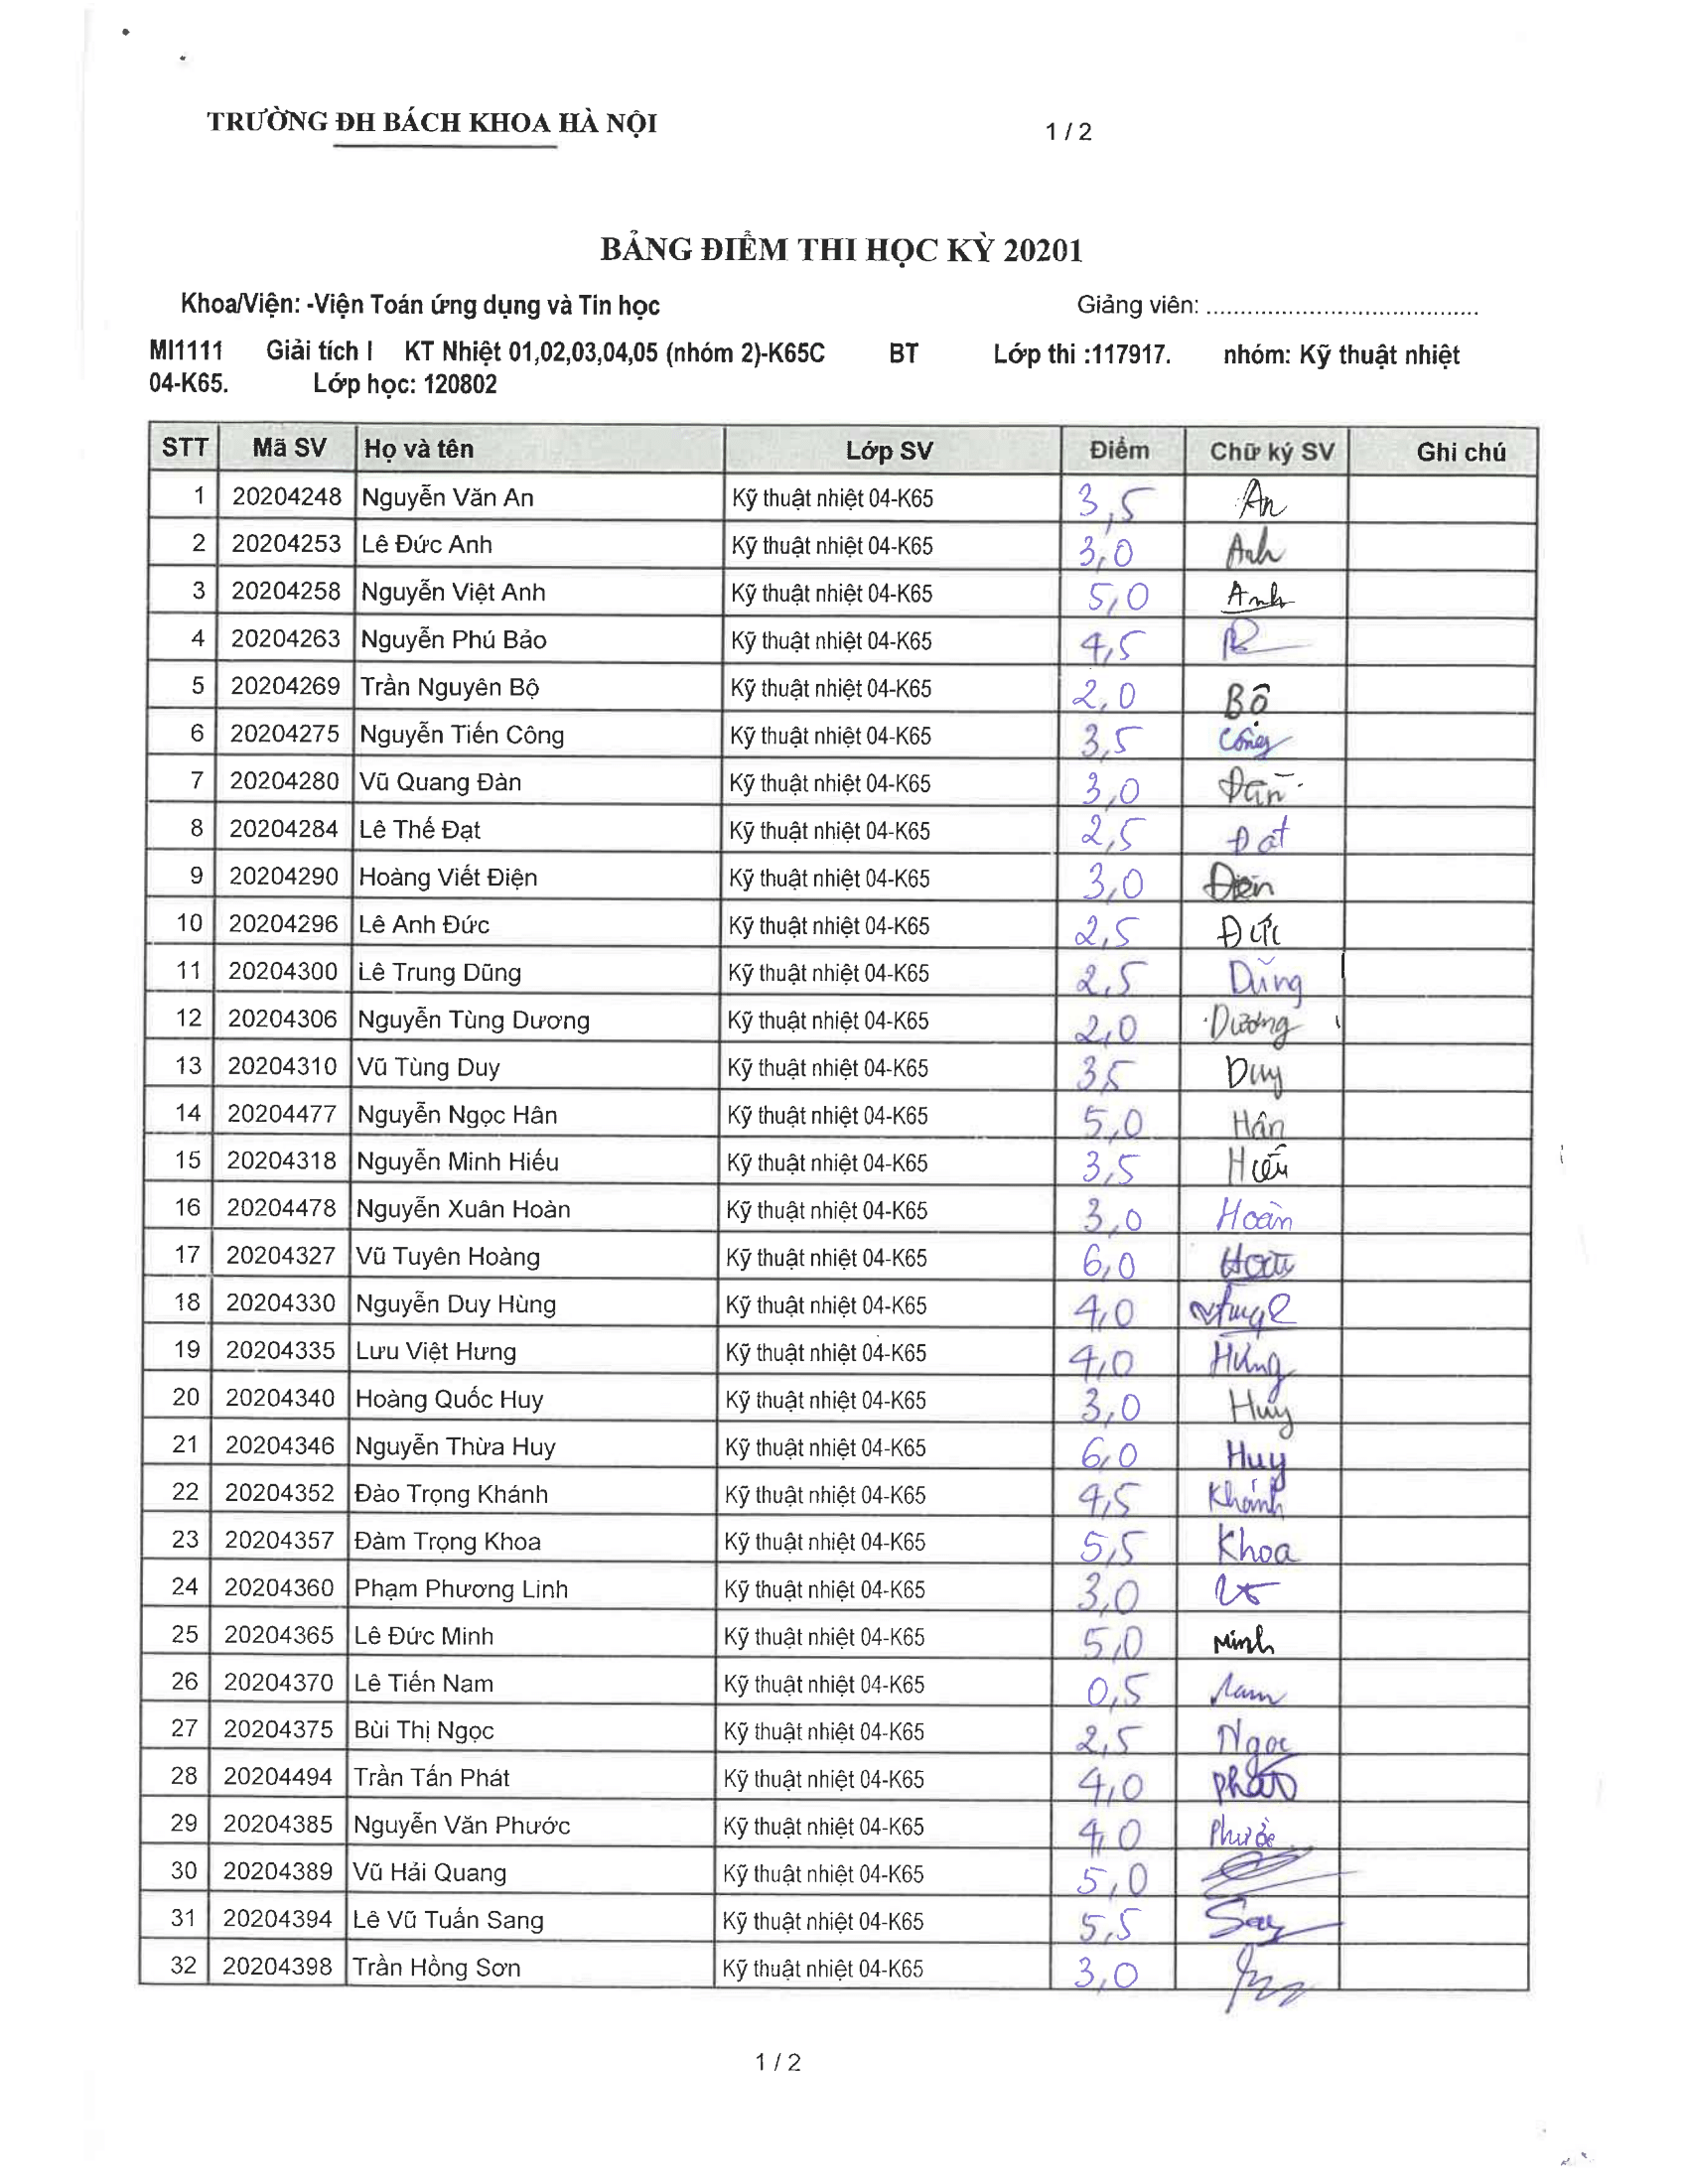 TRƯỜNG ĐH BÁCH KHOA HÀ NỘI 1 / 2
BẢNG ĐIỂM THI HỌC KỲ 20201
Khoa/Viện: -Viện Toán ứng dụng và Tin học Giảng viên: ........................................
MI1111 Giải tích I KT Nhiệt 01,02,03,04,05 (nhóm 2)-K65C BT Lớp thi :117917. nhóm: Kỹ thuật nhiệt
04-K65. Lớp học: 120802
STT Mã SV Họ và tên Lớp SV Điểm Chữ ký SV Ghi chú
1 20204248 Nguyễn Văn An Kỹ thuật nhiệt 04-K65 3,5 An
2 20204253 Lê Đức Anh Kỹ thuật nhiệt 04-K65 3,0 Anh
3 20204258 Nguyễn Việt Anh Kỹ thuật nhiệt 04-K65 5,0 Anh
4 20204263 Nguyễn Phú Bảo Kỹ thuật nhiệt 04-K65 4,5
5 20204269 Trần Nguyên Bộ Kỹ thuật nhiệt 04-K65 2,0 Bộ
6 20204275 Nguyễn Tiến Công Kỹ thuật nhiệt 04-K65 3,5 Công
7 20204280 Vũ Quang Đàn Kỹ thuật nhiệt 04-K65 3,0 Đàn
8 20204284 Lê Thế Đạt Kỹ thuật nhiệt 04-K65 2,5 Đạt
9 20204290 Hoàng Viết Điện Kỹ thuật nhiệt 04-K65 3,0 Điện
10 20204296 Lê Anh Đức Kỹ thuật nhiệt 04-K65 2,5 Đức
11 20204300 Lê Trung Dũng Kỹ thuật nhiệt 04-K65 2,5 Dũng
12 20204306 Nguyễn Tùng Dương Kỹ thuật nhiệt 04-K65 2,0 Dương
13 20204310 Vũ Tùng Duy Kỹ thuật nhiệt 04-K65 3,5 Duy
14 20204477 Nguyễn Ngọc Hân Kỹ thuật nhiệt 04-K65 5,0 Hân
15 20204318 Nguyễn Minh Hiếu Kỹ thuật nhiệt 04-K65 3,5 Hiếu
16 20204478 Nguyễn Xuân Hoàn Kỹ thuật nhiệt 04-K65 3,0 Hoàn
17 20204327 Vũ Tuyên Hoàng Kỹ thuật nhiệt 04-K65 6,0
18 20204330 Nguyễn Duy Hùng Kỹ thuật nhiệt 04-K65 4,0
19 20204335 Lưu Việt Hưng Kỹ thuật nhiệt 04-K65 4,0 Hưng
20 20204340 Hoàng Quốc Huy Kỹ thuật nhiệt 04-K65 3,0 Huy
21 20204346 Nguyễn Thừa Huy Kỹ thuật nhiệt 04-K65 6,0 Huy
22 20204352 Đào Trọng Khánh Kỹ thuật nhiệt 04-K65 4,5 Khánh
23 20204357 Đàm Trọng Khoa Kỹ thuật nhiệt 04-K65 5,5 Khoa
24 20204360 Phạm Phương Linh Kỹ thuật nhiệt 04-K65 3,0
25 20204365 Lê Đức Minh Kỹ thuật nhiệt 04-K65 5,0 Minh
26 20204370 Lê Tiến Nam Kỹ thuật nhiệt 04-K65 0,5 Nam
27 20204375 Bùi Thị Ngọc Kỹ thuật nhiệt 04-K65 2,5 Ngọc
28 20204494 Trần Tấn Phát Kỹ thuật nhiệt 04-K65 4,0 Phát
29 20204385 Nguyễn Văn Phước Kỹ thuật nhiệt 04-K65 4,0 Phước
30 20204389 Vũ Hải Quang Kỹ thuật nhiệt 04-K65 5,0
31 20204394 Lê Vũ Tuấn Sang Kỹ thuật nhiệt 04-K65 5,5 Sang
32 20204398 Trần Hồng Sơn Kỹ thuật nhiệt 04-K65 3,0
1 / 2